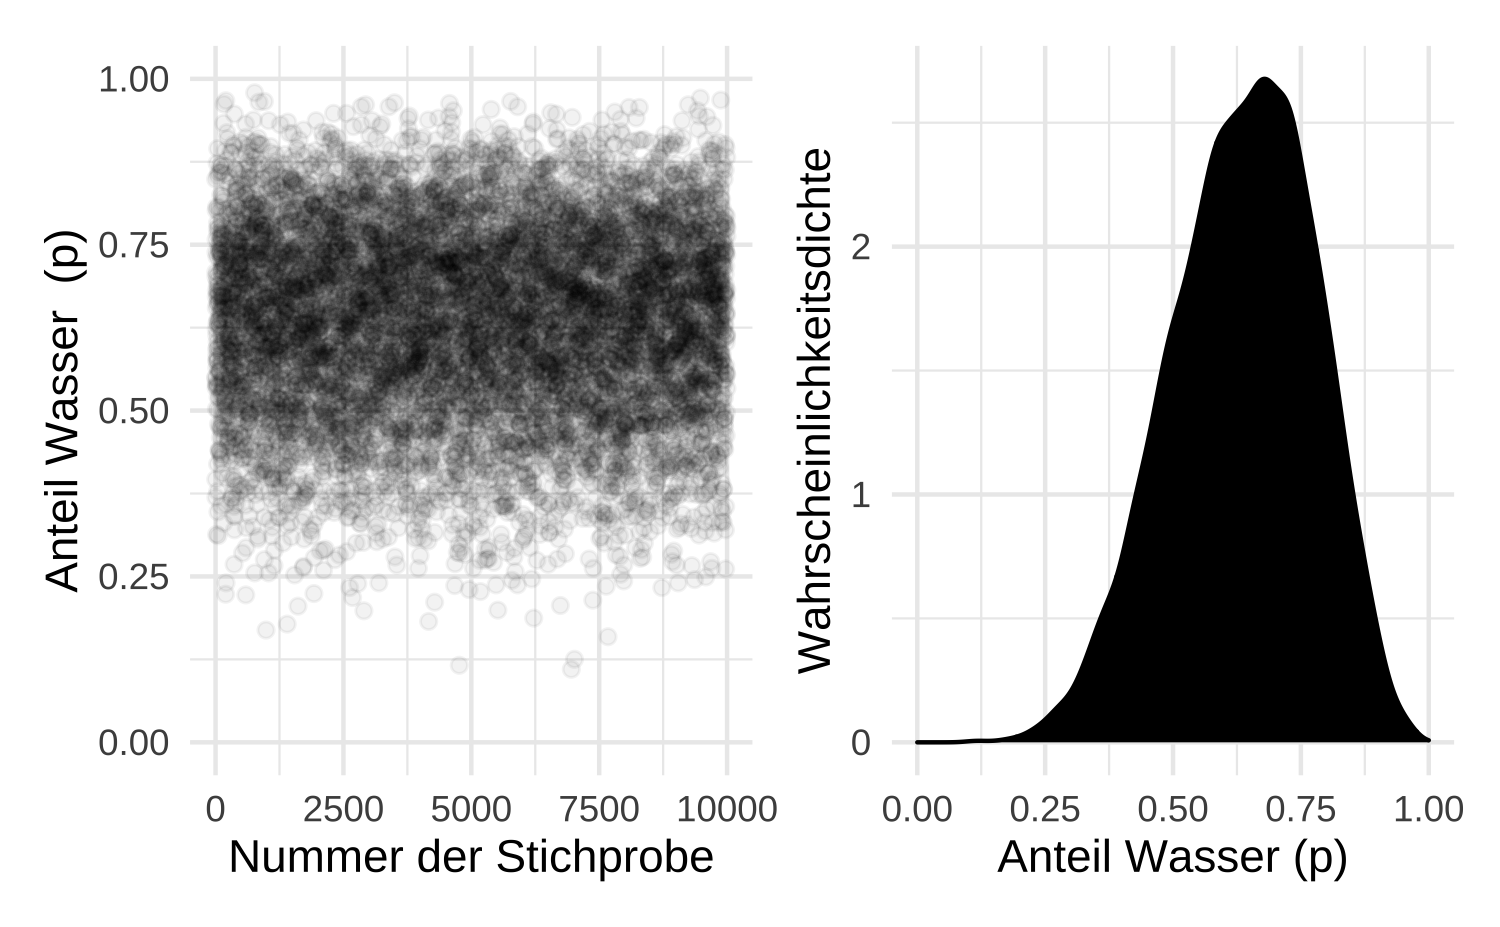 Anteil Wasser  (p)
1.00
0.75
0.50
0.25
0.00
0 2500 5000 7500 10000
Nummer der Stichprobe
Wahrscheinlichkeitsdichte
2
1
0
0.00 0.25 0.50 0.75 1.00
Anteil Wasser (p)